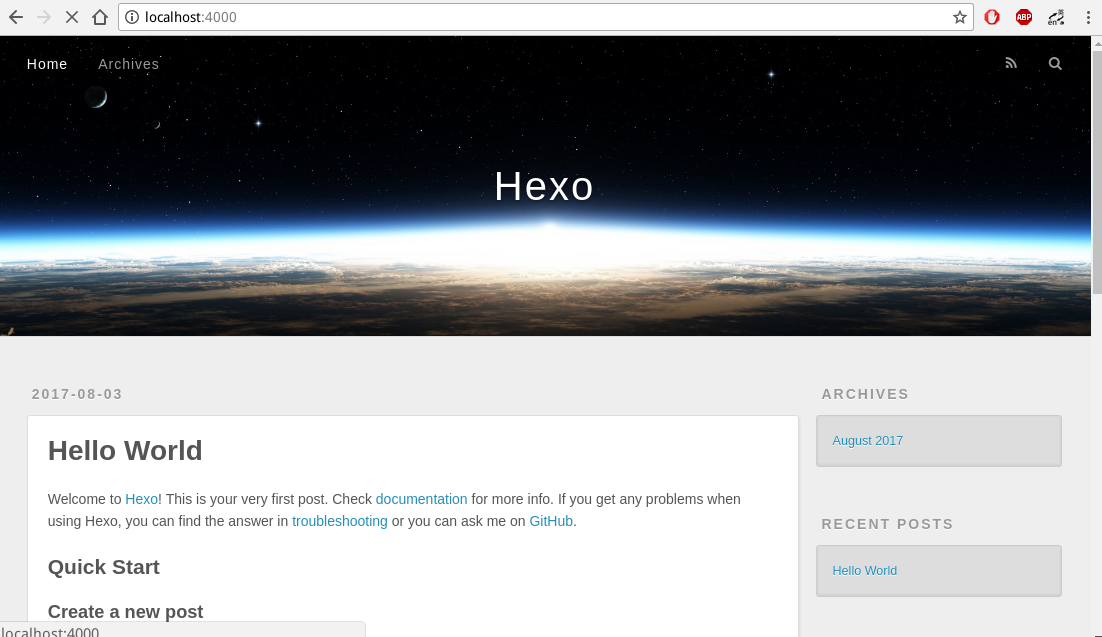 localhost:4000
ABP
en
Home Archives
Hexo
2017-08-03
Hello World
Welcome to Hexo! This is your very first post. Check documentation for more info. If you get any problems when
using Hexo, you can find the answer in troubleshooting or you can ask me on GitHub.
Quick Start
Create a new post
ARCHIVES
August 2017
RECENT POSTS
Hello World
localhost:4000